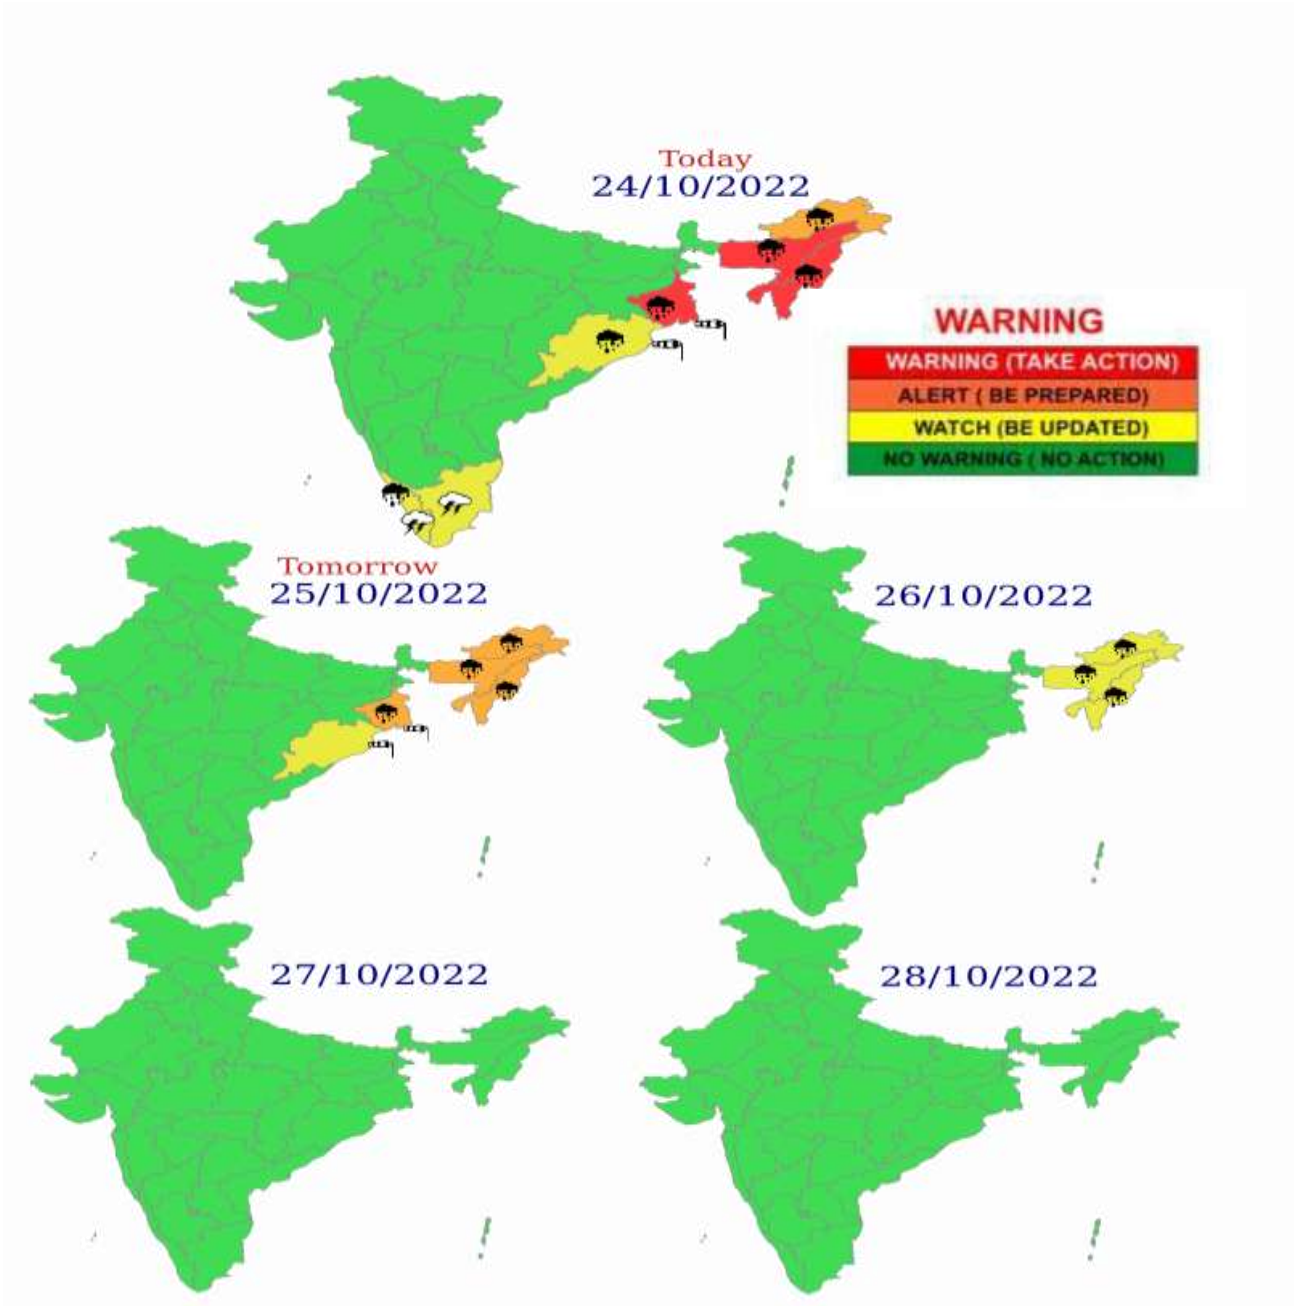 Today
24/10/2022
WARNING
WARNING (TAKE ACTION)
ALERT ( BE PREPARED)
WATCH (BE UPDATED)
NO WARNING ( NO ACTION)
Tomorrow
25/10/2022
26/10/2022
27/10/2022
28/10/2022